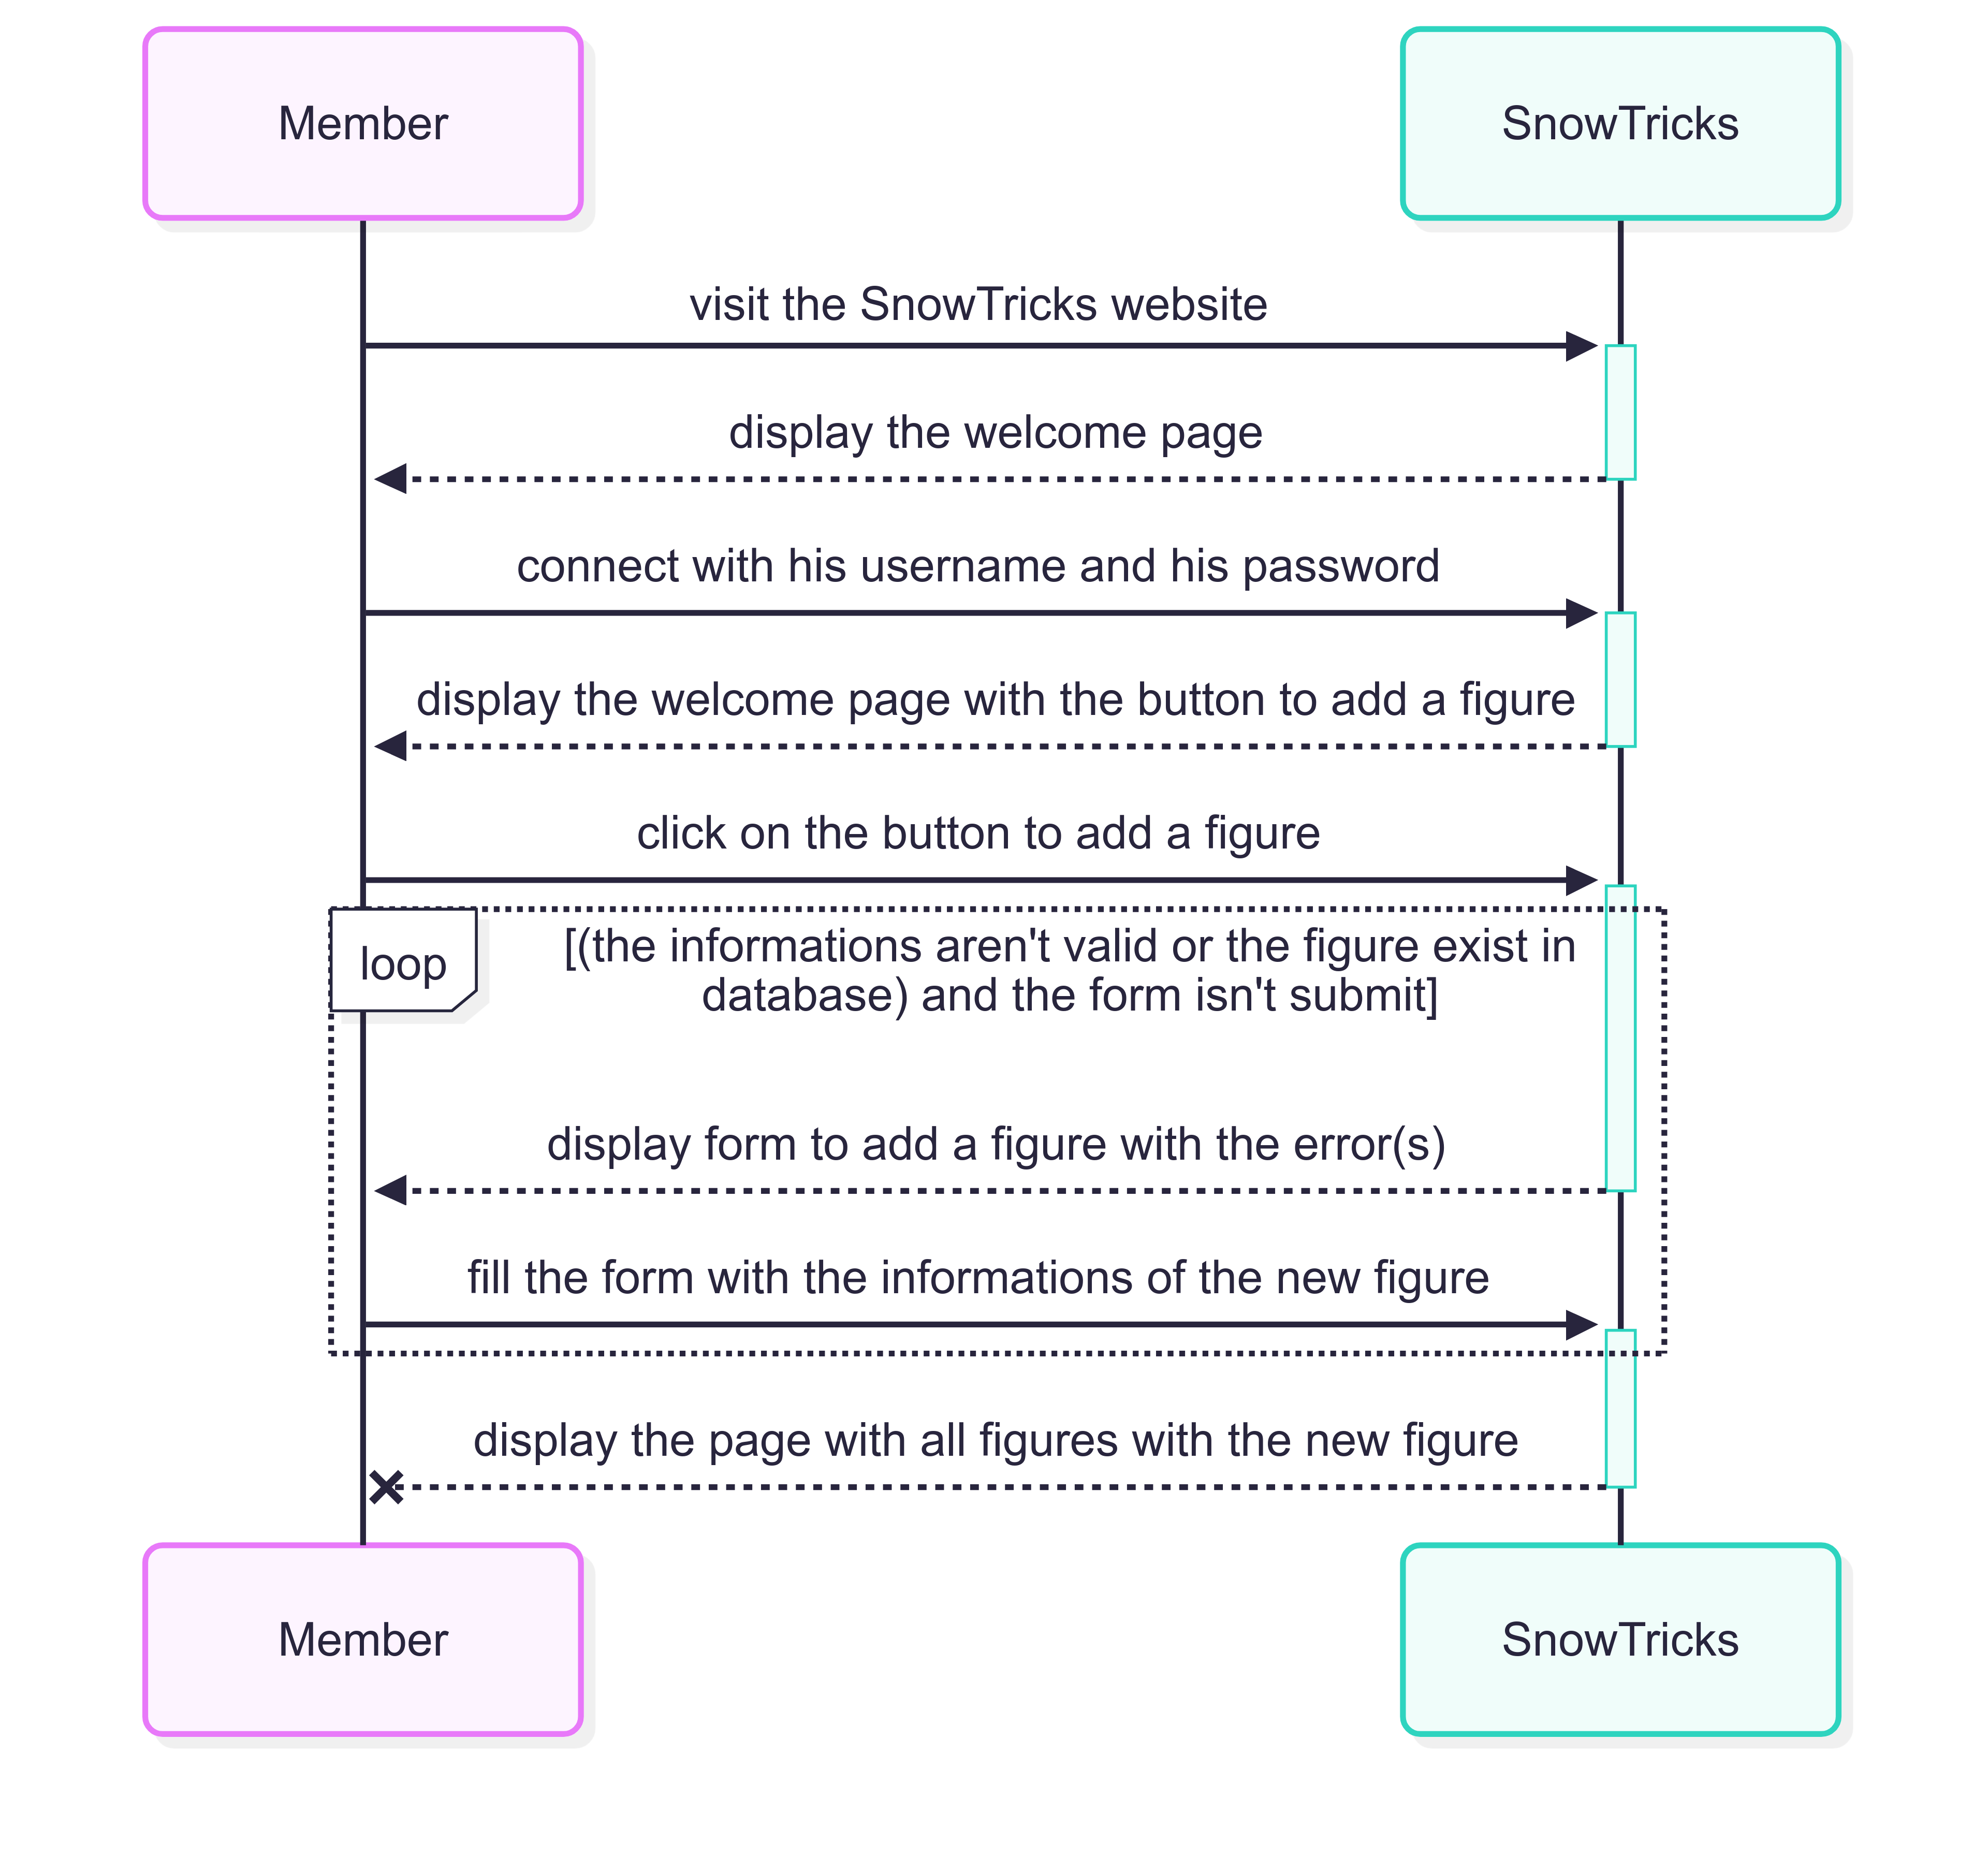 Member
SnowTricks
visit the SnowTricks website
display the welcome page
connect with his username and his password
display the welcome page with the button to add a figure
click on the button to add a figure
loop
[(the informations aren't valid or the figure exist in
database) and the form isn't submit]
display form to add a figure with the error(s)
fill the form with the informations of the new figure
display the page with all figures with the new figure
Member
SnowTricks